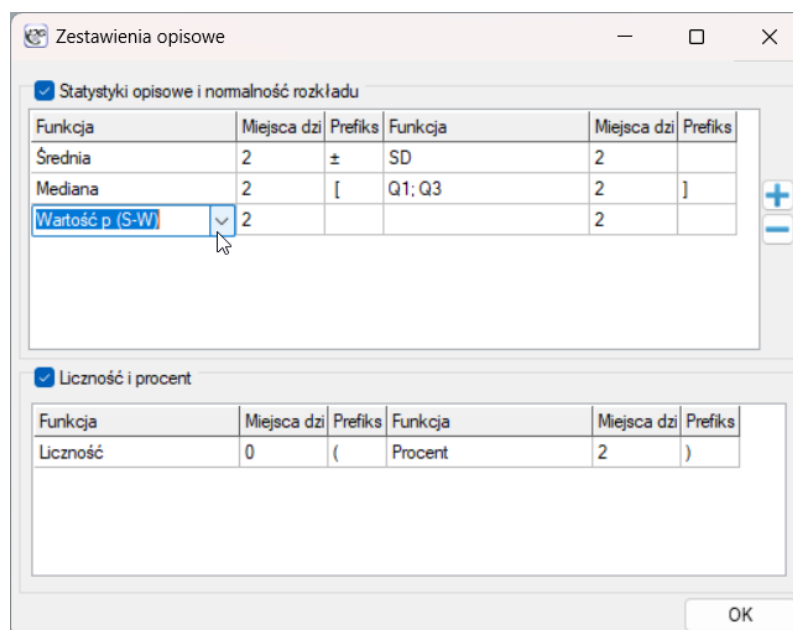 Zestawienia opisowe
Statystyki opisowe i normalność rozkładu
Funkcja Miejsca dzi Prefiks Funkcja Miejsca dzi Prefiks
Średnia 2 ± SD 2
Mediana 2 [ Q1; Q3 2 ]
Wartość p (S-W) 2 2
Liczność i procent
Funkcja Miejsca dzi Prefiks Funkcja Miejsca dzi Prefiks
Liczność 0 ( Procent 2 )
OK